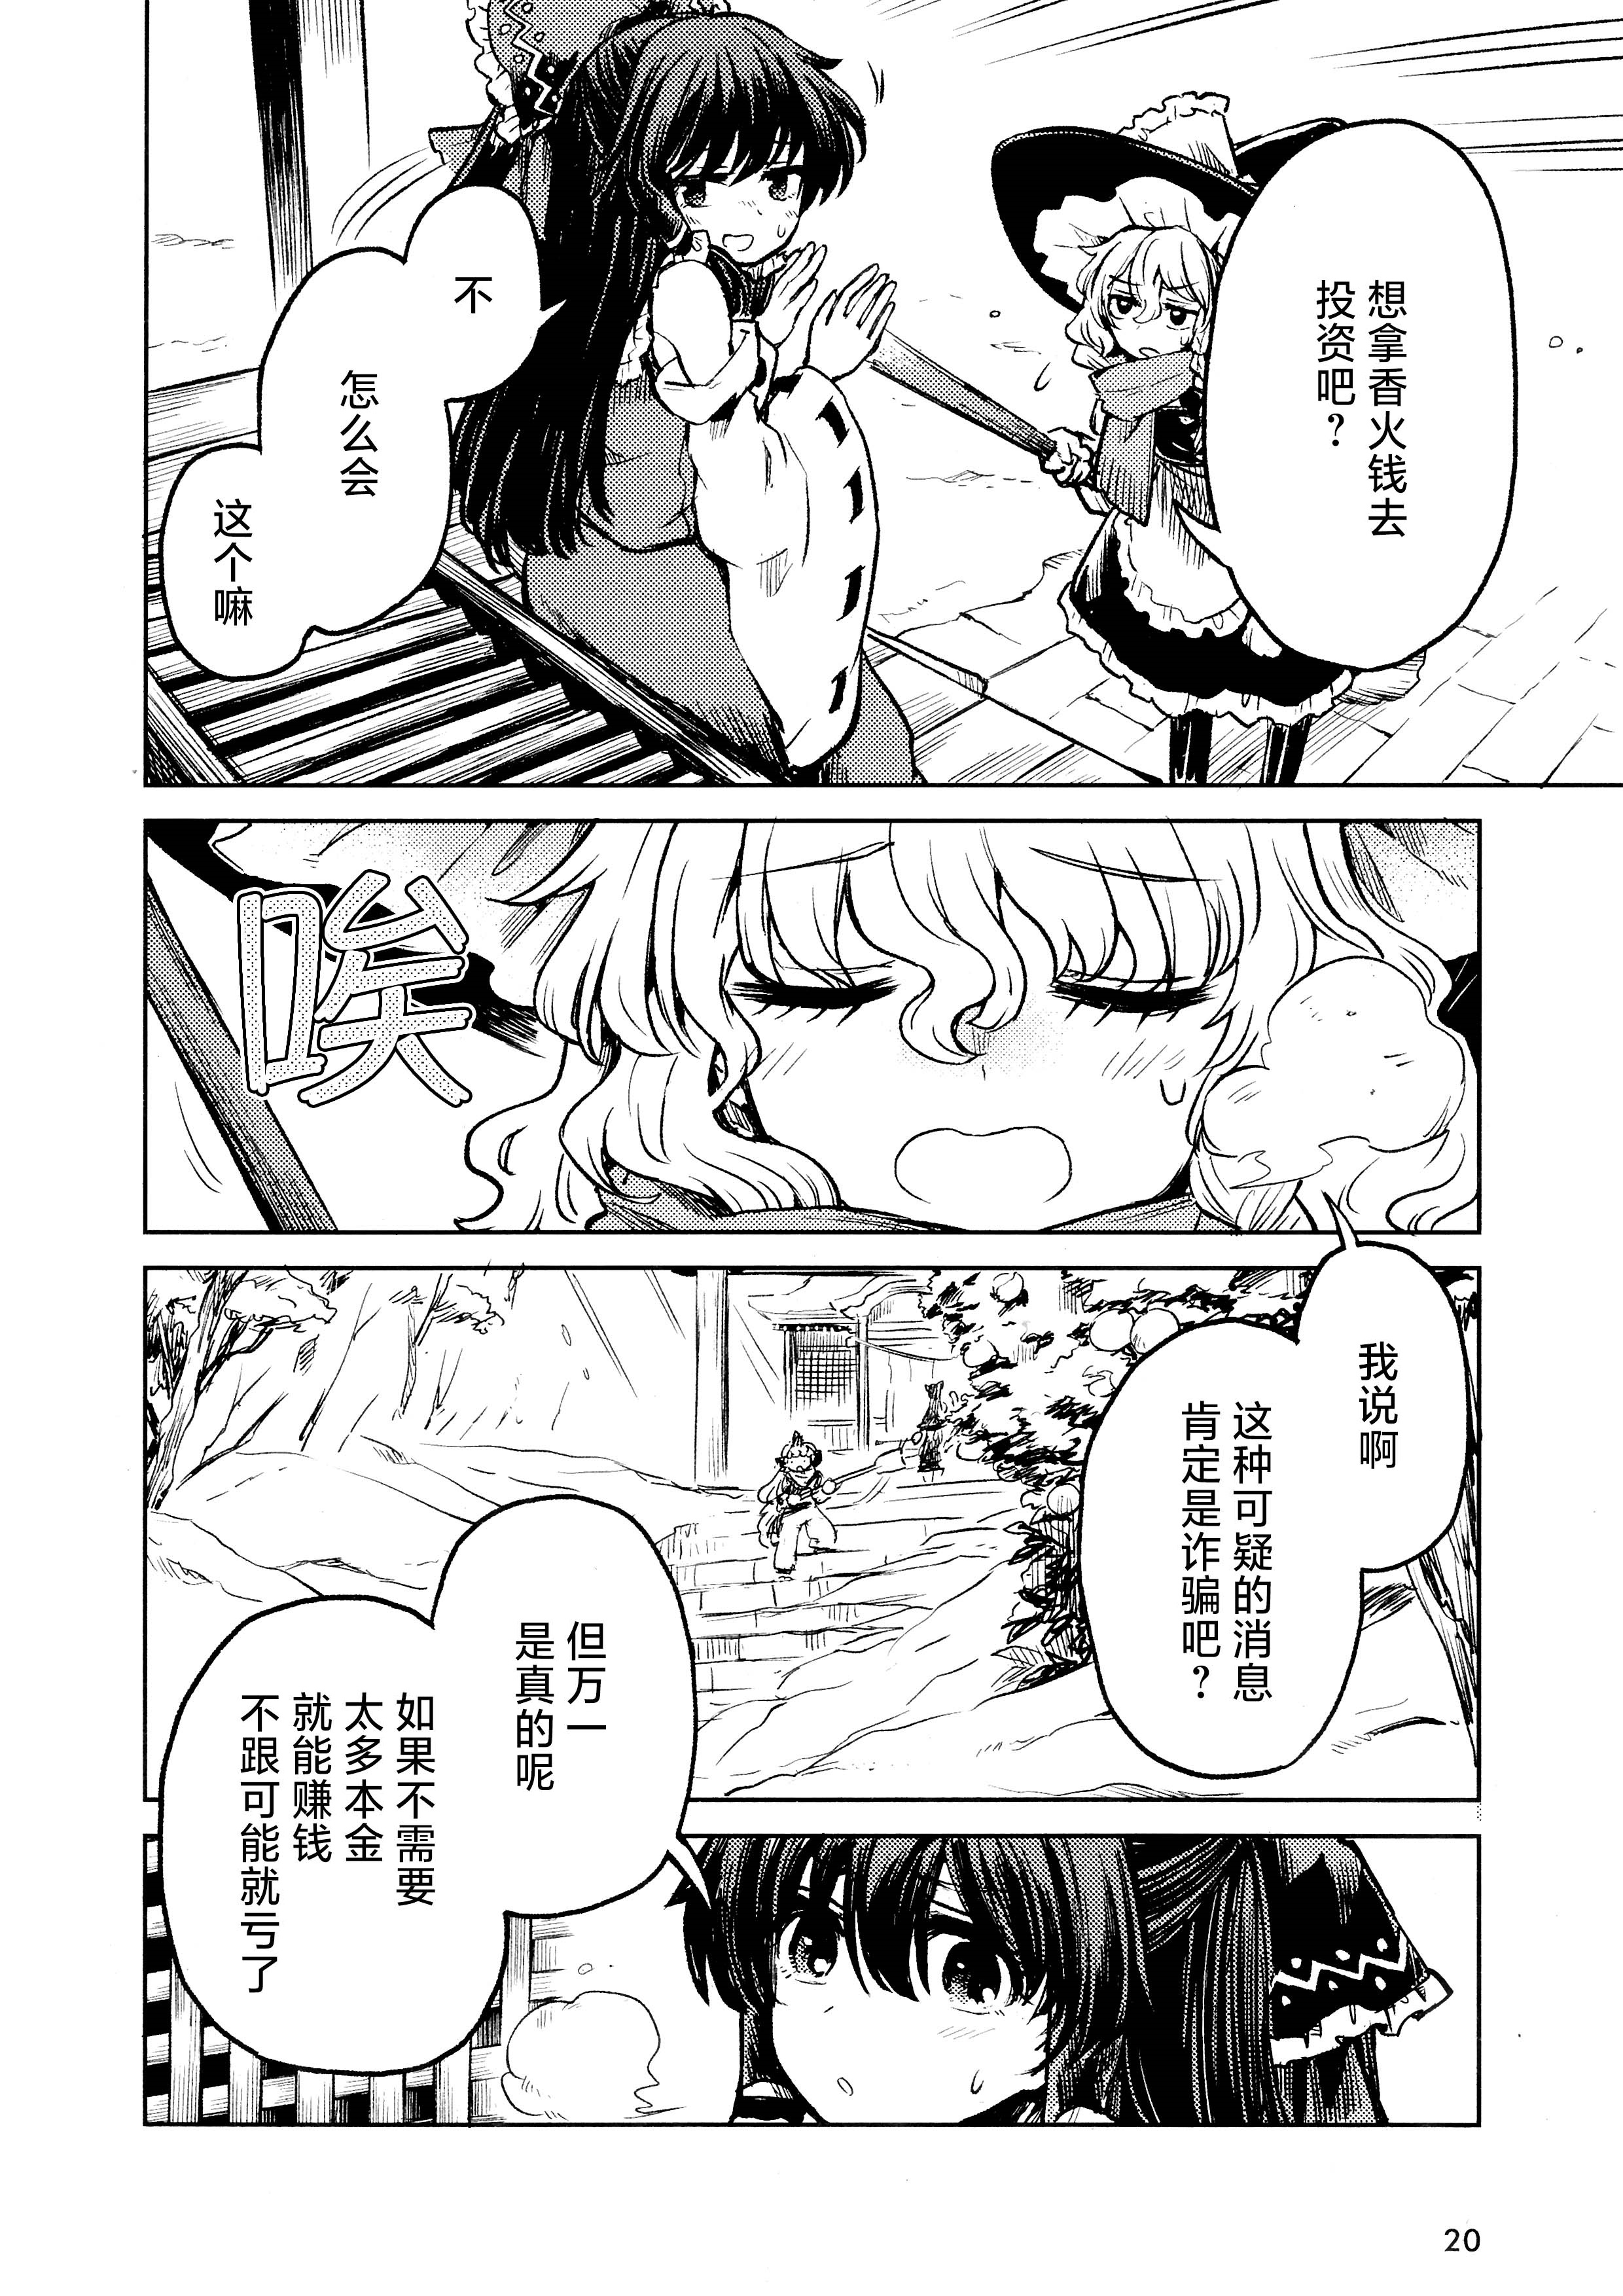 想拿香火钱去
投资吧？
不
怎么会
这个嘛
唉
我说啊
这种可疑的消息
肯定是诈骗吧？
但万一
是真的呢
如果不需要
太多本金
就能赚钱
不跟可能就亏了
20